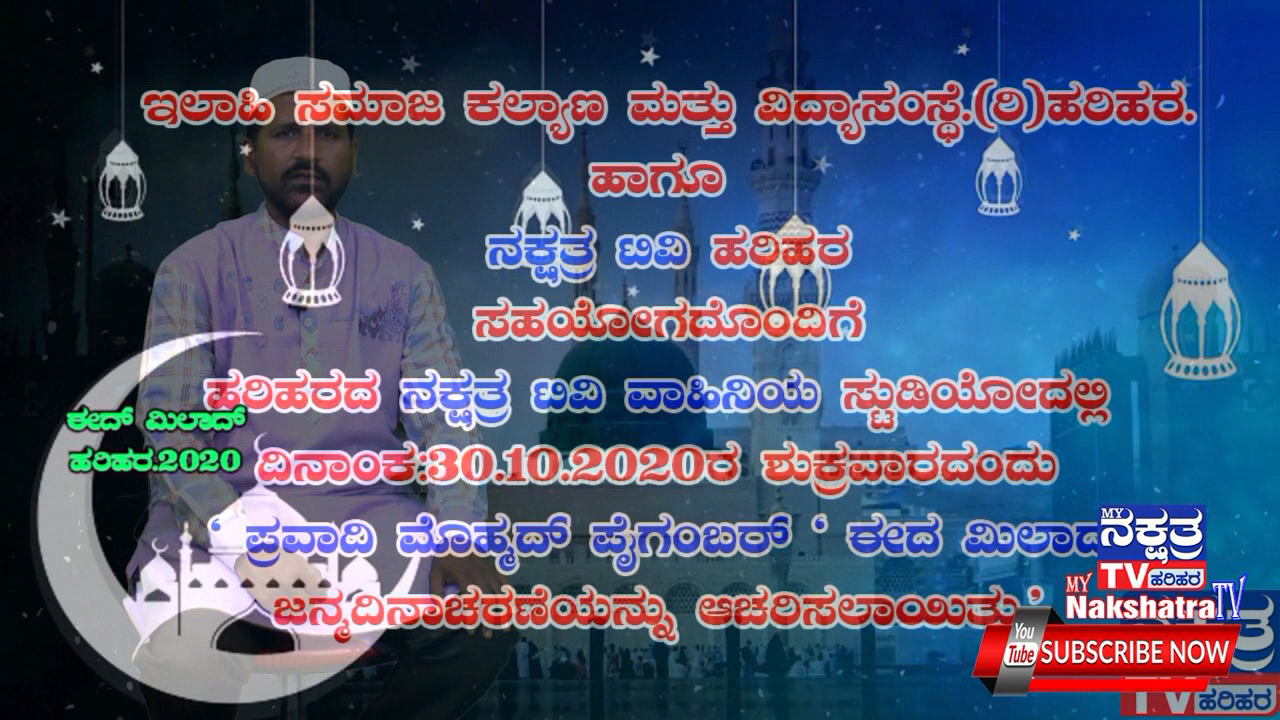 ಇಲಾಹಿ ಸಮಾಜ ಕಲ್ಯಾಣ ಮತ್ತು ವಿದ್ಯಾಸಂಸ್ಥೆ.(ರಿ)ಹರಿಹರ.
ಹಾಗೂ
ನಕ್ಷತ್ರ ಟಿವಿ ಹರಿಹರ
ಸಹಯೋಗದೊಂದಿಗೆ
ಹರಿಹರದ ನಕ್ಷತ್ರ ಟಿವಿ ವಾಹಿನಿಯ ಸ್ಟುಡಿಯೋದಲ್ಲಿ
ದಿನಾಂಕ:30.10.2020ರ ಶುಕ್ರವಾರದಂದು
‘ ಪ್ರವಾದಿ ಮೊಹ್ಮದ್ ಪೈಗಂಬರ್ ‘ ಈದ ಮಿಲಾದ
ಜನ್ಮದಿನಾಚರಣೆಯನ್ನು ಆಚರಿಸಲಾಯಿತು.’
ಈದ್ ಮಿಲಾದ್
ಹರಿಹರ.2020
MY
ನಕ್ಷತ್ರ
TV ಹರಿಹರ
MY Nakshatra TV
You Tube SUBSCRIBE NOW
TV ಹರಿಹರ